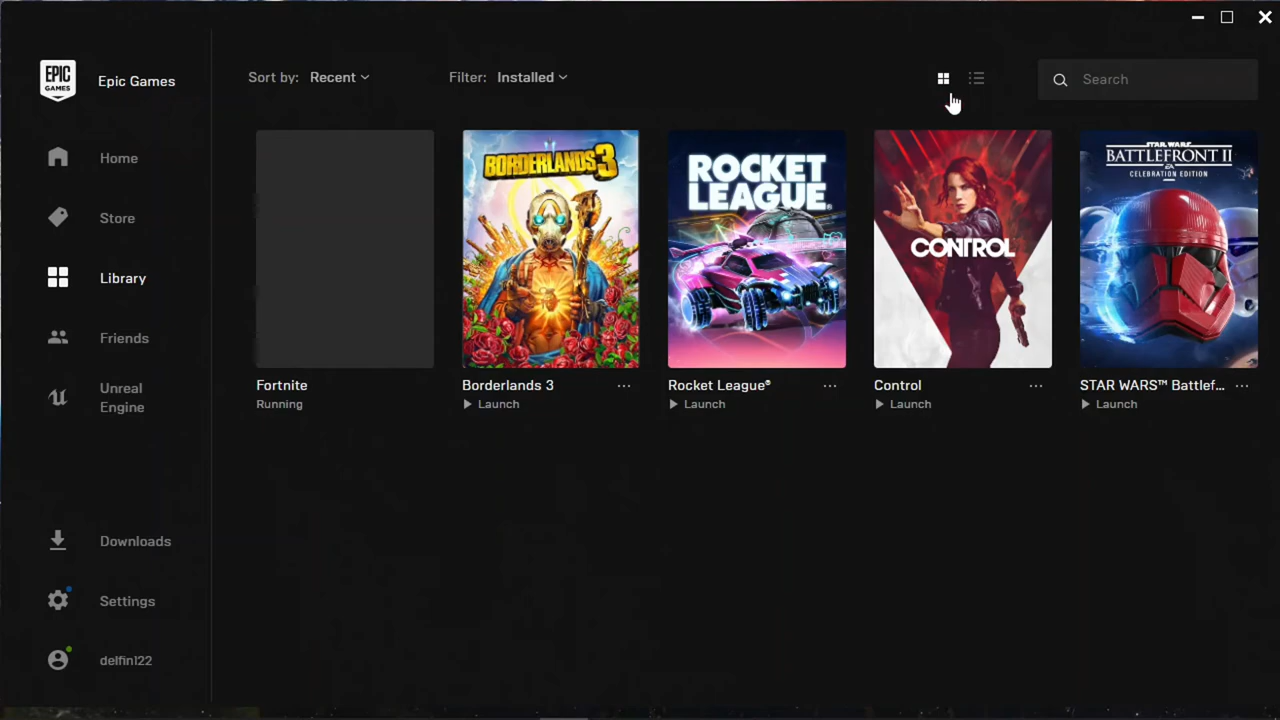 EPIC
GAMES
Epic Games
Sort by: Recent
Filter: Installed
Search
Home
Store
Library
Friends
Unreal
Engine
Downloads
Settings
delfin122
BORDERLANDS 3
ROCKET
LEAGUE®
CONTROL
STAR WARS™
BATTLEFRONT II
CELEBRATION EDITION
Fortnite
Running
Borderlands 3
Launch
Rocket League®
Launch
Control
Launch
STAR WARS™ Battlef...
Launch